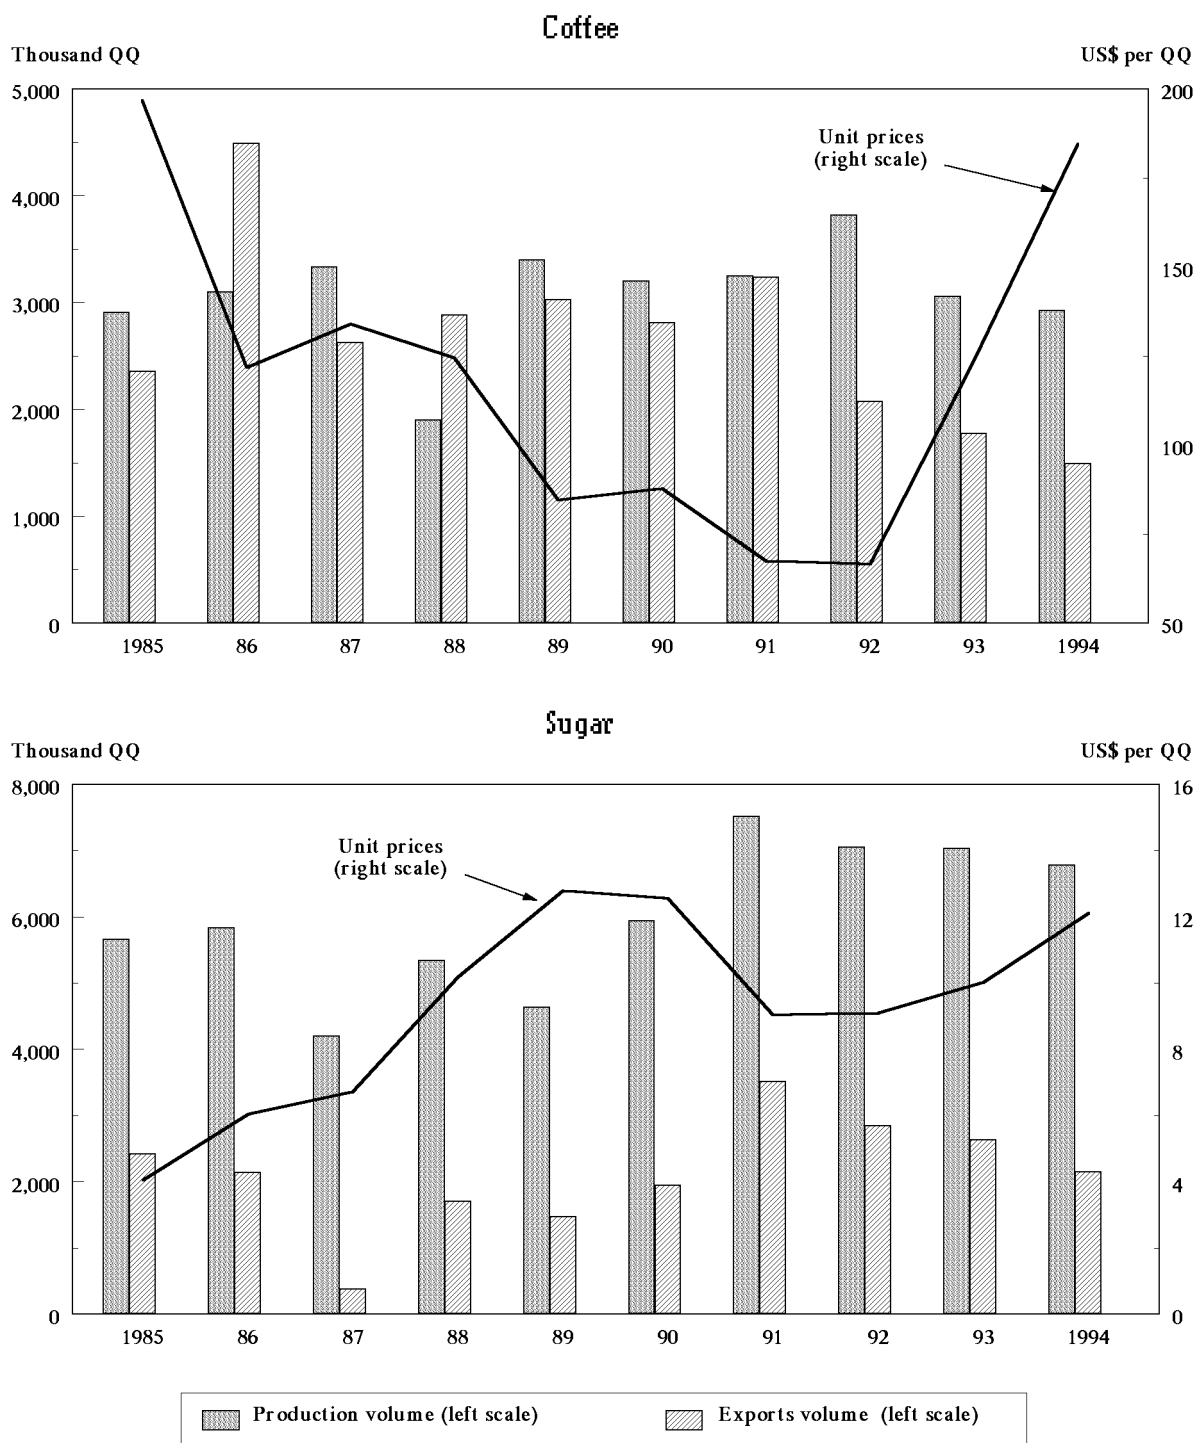 Coffee
Thousand QQ
US$ per QQ
5,000
200
Unit prices
(right scale)
4,000
150
3,000
2,000
100
1,000
0
50
1985 86 87 88 89 90 91 92 93 1994
Sugar
Thousand QQ
US$ per QQ
8,000
16
Unit prices
(right scale)
6,000
12
4,000
8
2,000
4
0
0
1985 86 87 88 89 90 91 92 93 1994
Production volume (left scale)
Exports volume (left scale)